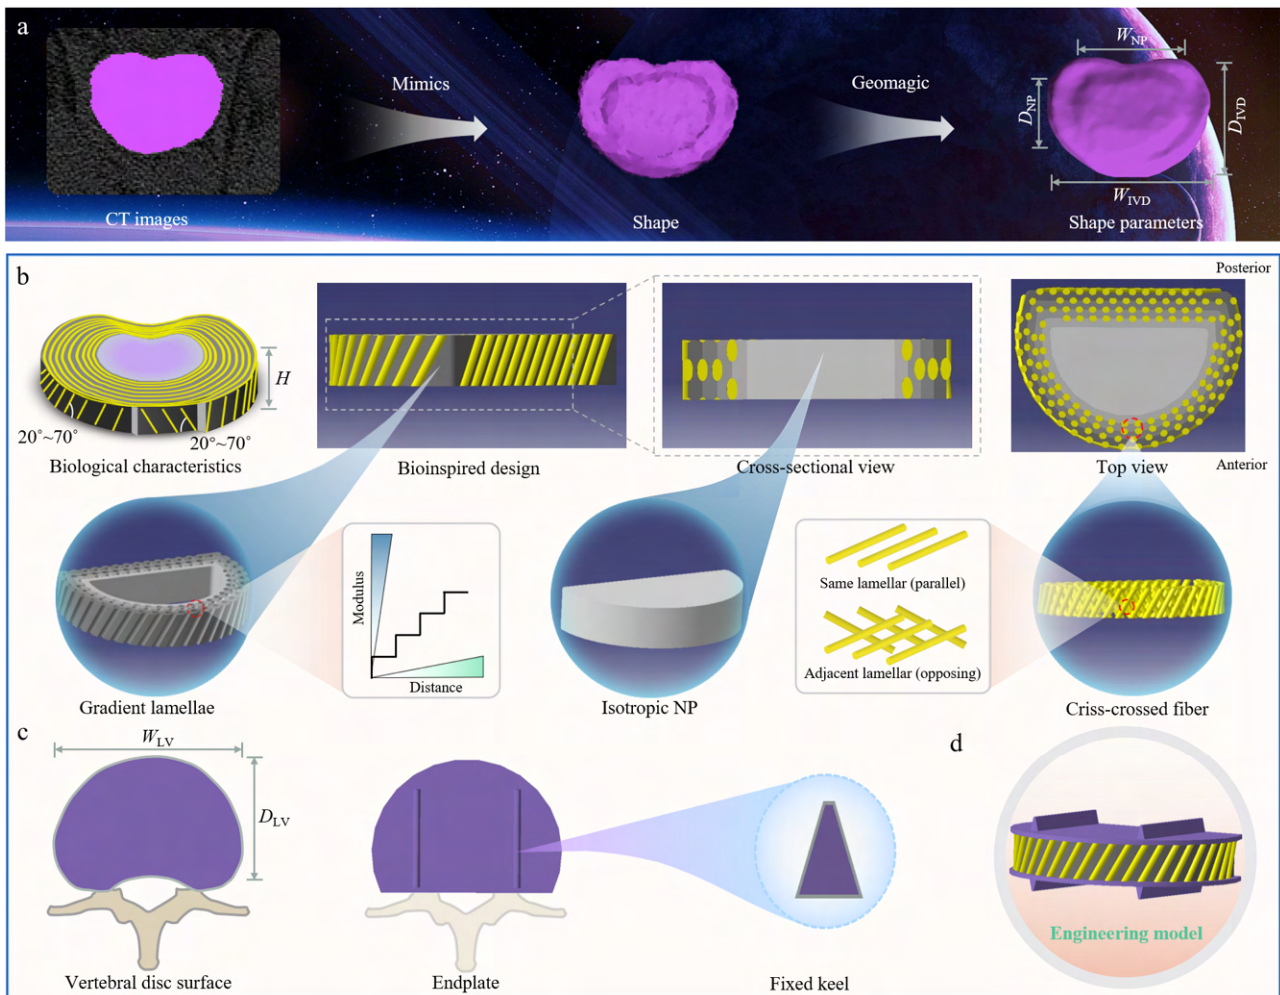 a
W_NP
Mimics
Geomagic
D_NP
D_IVD
W_IVD
CT images
Shape
Shape parameters
b
Posterior
H
20°~70°
20°~70°
Biological characteristics
Bioinspired design
Cross-sectional view
Top view
Anterior
Modulus
Distance
Same lamellar (parallel)
Adjacent lamellar (opposing)
Gradient lamellae
Isotropic NP
Criss-crossed fiber
c
W_LV
D_LV
d
Engineering model
Vertebral disc surface
Endplate
Fixed keel